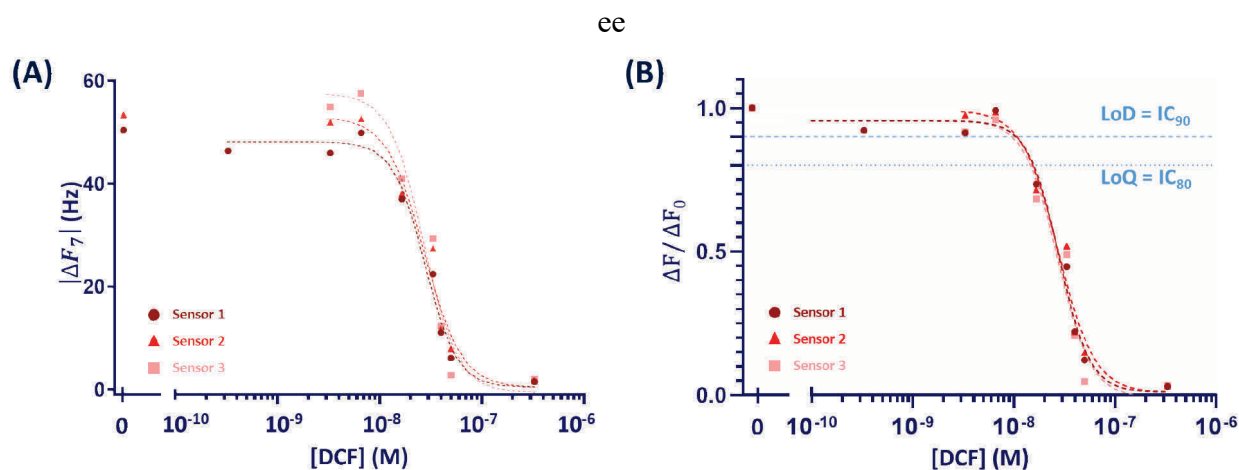 ee
(A)
|ΔF₇| (Hz)
60
40
20
0
Sensor 1
Sensor 2
Sensor 3
0
10⁻¹⁰
10⁻⁹
10⁻⁸
10⁻⁷
10⁻⁶
[DCF] (M)
(B)
ΔF/ ΔF₀
1.0
0.5
0.0
LoD = IC₉₀
LoQ = IC₈₀
Sensor 1
Sensor 2
Sensor 3
0
10⁻¹⁰
10⁻⁹
10⁻⁸
10⁻⁷
10⁻⁶
[DCF] (M)